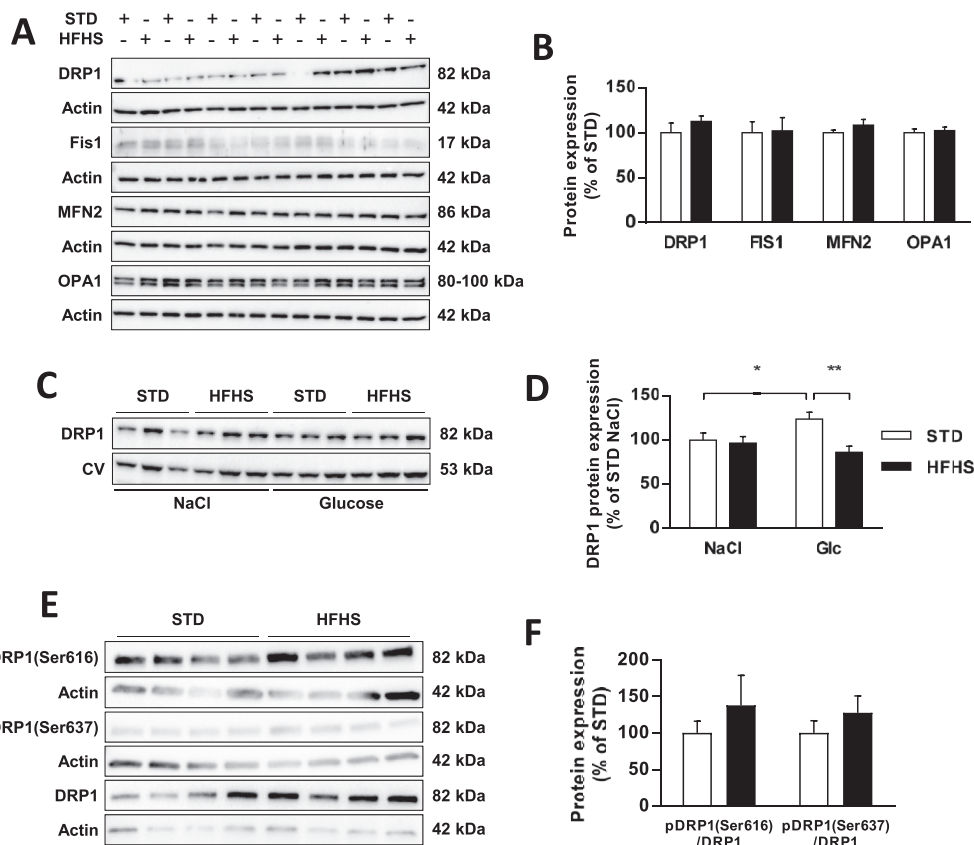 A
STD + - + - + - + - + - + - + -
HFHS - + - + - + - + - + - + - +
DRP1 82 kDa
Actin 42 kDa
Fis1 17 kDa
Actin 42 kDa
MFN2 86 kDa
Actin 42 kDa
OPA1 80-100 kDa
Actin 42 kDa
B
Protein expression
(% of STD)
150
100
50
0
DRP1 FIS1 MFN2 OPA1
C
STD HFHS STD HFHS
DRP1 82 kDa
CV 53 kDa
NaCl Glucose
D
DRP1 protein expression
(% of STD NaCl)
* **
150
100
50
0
NaCl Glc
STD
HFHS
E
STD HFHS
DRP1(Ser616) 82 kDa
Actin 42 kDa
DRP1(Ser637) 82 kDa
Actin 42 kDa
DRP1 82 kDa
Actin 42 kDa
F
Protein expression
(% of STD)
200
150
100
50
0
pDRP1(Ser616) pDRP1(Ser637)
/DRP1 /DRP1